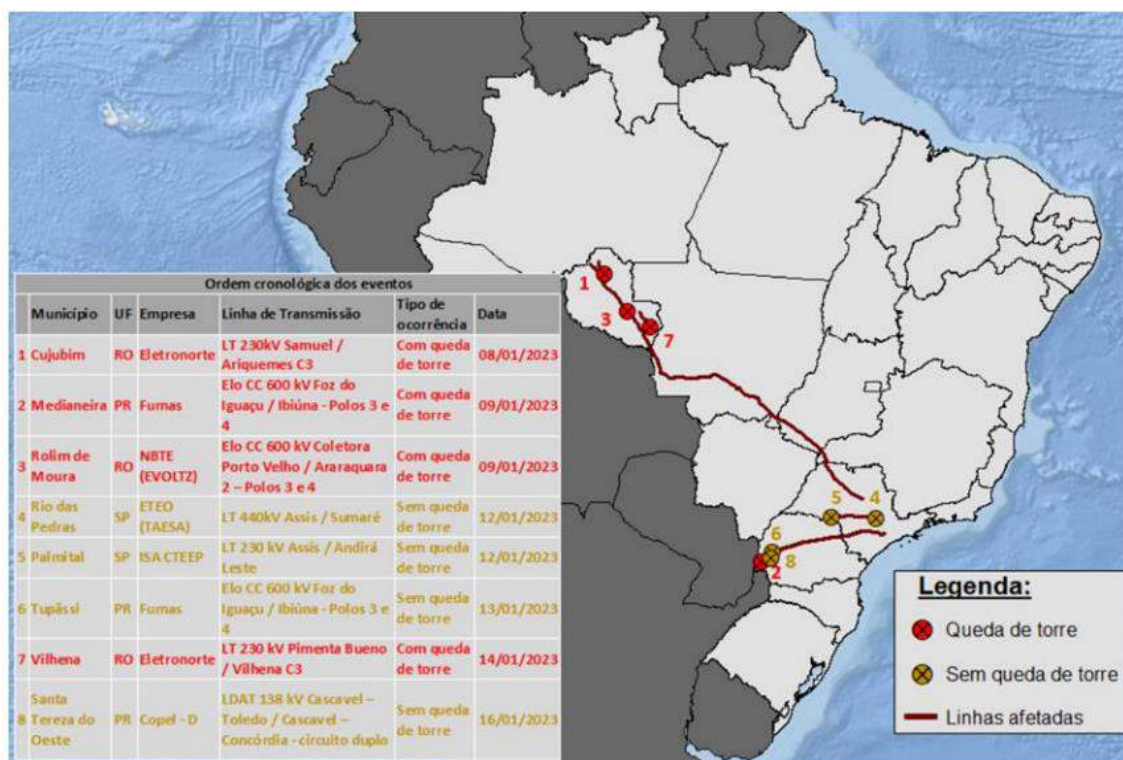 Ordem cronológica dos eventos
Município UF Empresa Linha de Transmissão Tipo de ocorrência Data
1 Cujubim RO Eletronorte LT 230kV Samuel / Ariquemes C3 Com queda de torre 08/01/2023
2 Medianeira PR Furnas Elo CC 600 kV Foz do Iguaçu / Ibiúna - Polos 3 e 4 Com queda de torre 09/01/2023
3 Rolim de Moura RO NBTE (EVOLTZ) Elo CC 600 kV Coletora Porto Velho / Araraquara 2 – Polos 3 e 4 Com queda de torre 09/01/2023
4 Rio das Pedras SP ETEO (TAESA) LT 440kV Assis / Sumaré Sem queda de torre 12/01/2023
5 Palmital SP ISA CTEEP LT 230 kV Assis / Andirá Leste Sem queda de torre 12/01/2023
6 Tupãssi PR Furnas Elo CC 600 kV Foz do Iguaçu / Ibiúna - Polos 3 e 4 Sem queda de torre 13/01/2023
7 Vilhena RO Eletronorte LT 230 kV Pimenta Bueno / Vilhena C3 Com queda de torre 14/01/2023
8 Santa Tereza do Oeste PR Copel - D LDAT 138 kV Cascavel – Toledo / Cascavel – Concórdia - circuito duplo Sem queda de torre 16/01/2023
1
3
7
5
4
6
8
2
Legenda:
Queda de torre
Sem queda de torre
Linhas afetadas